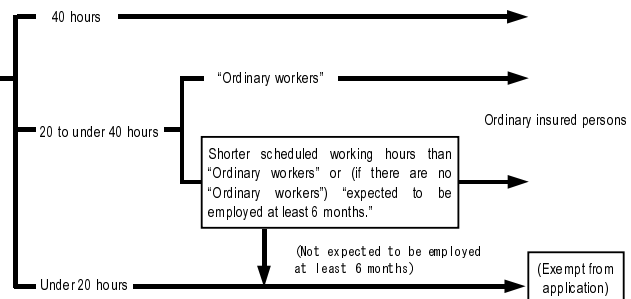 40 hours
“Ordinary workers”
Ordinary insured persons
20 to under 40 hours
Shorter scheduled working hours than
“Ordinary workers” or (if there are no
“Ordinary workers”) “expected to be
employed at least 6 months.”
(Not expected to be employed
at least 6 months)
Under 20 hours
(Exempt from
application)